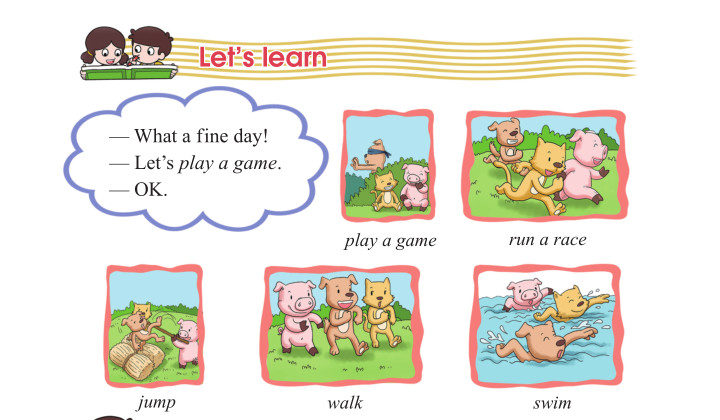 Let's learn
— What a fine day!
— Let's play a game.
— OK.
play a game
run a race
jump
walk
swim